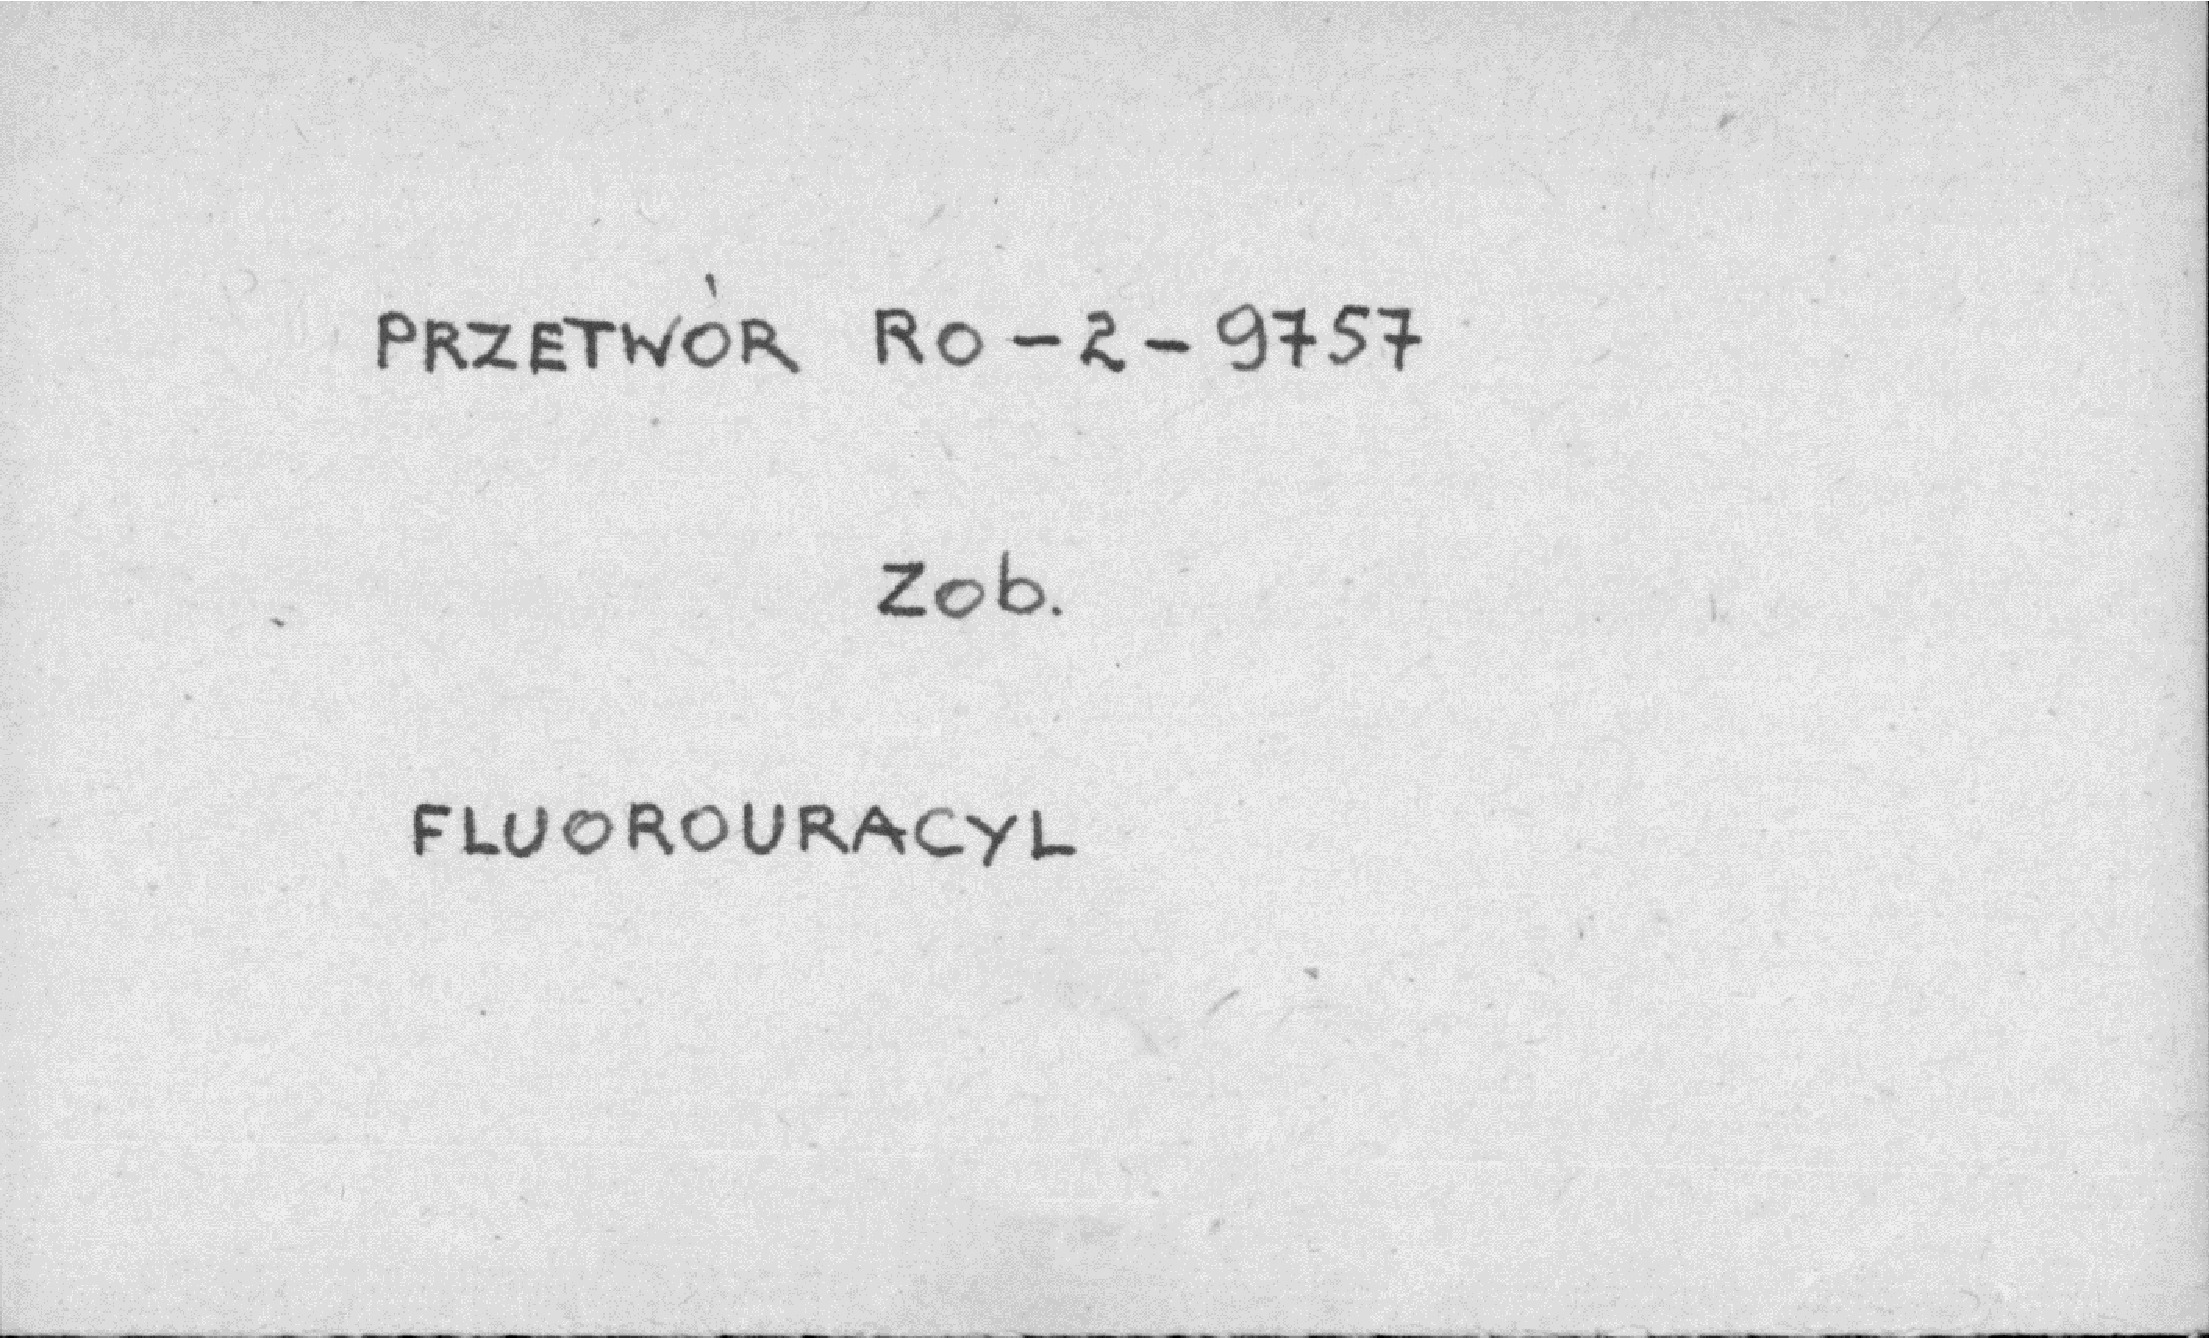 PRZETWÓR RO-2-9757
Zob.
FLUOROURACYL